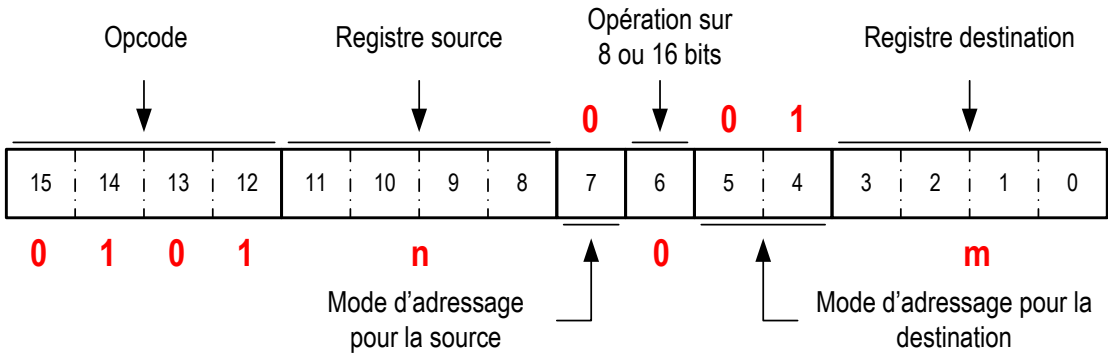 Opcode
Registre source
Opération sur
8 ou 16 bits
Registre destination
0 0 1
15 14 13 12 11 10 9 8 7 6 5 4 3 2 1 0
0 1 0 1 n 0 m
Mode d’adressage
pour la source
Mode d’adressage pour la
destination